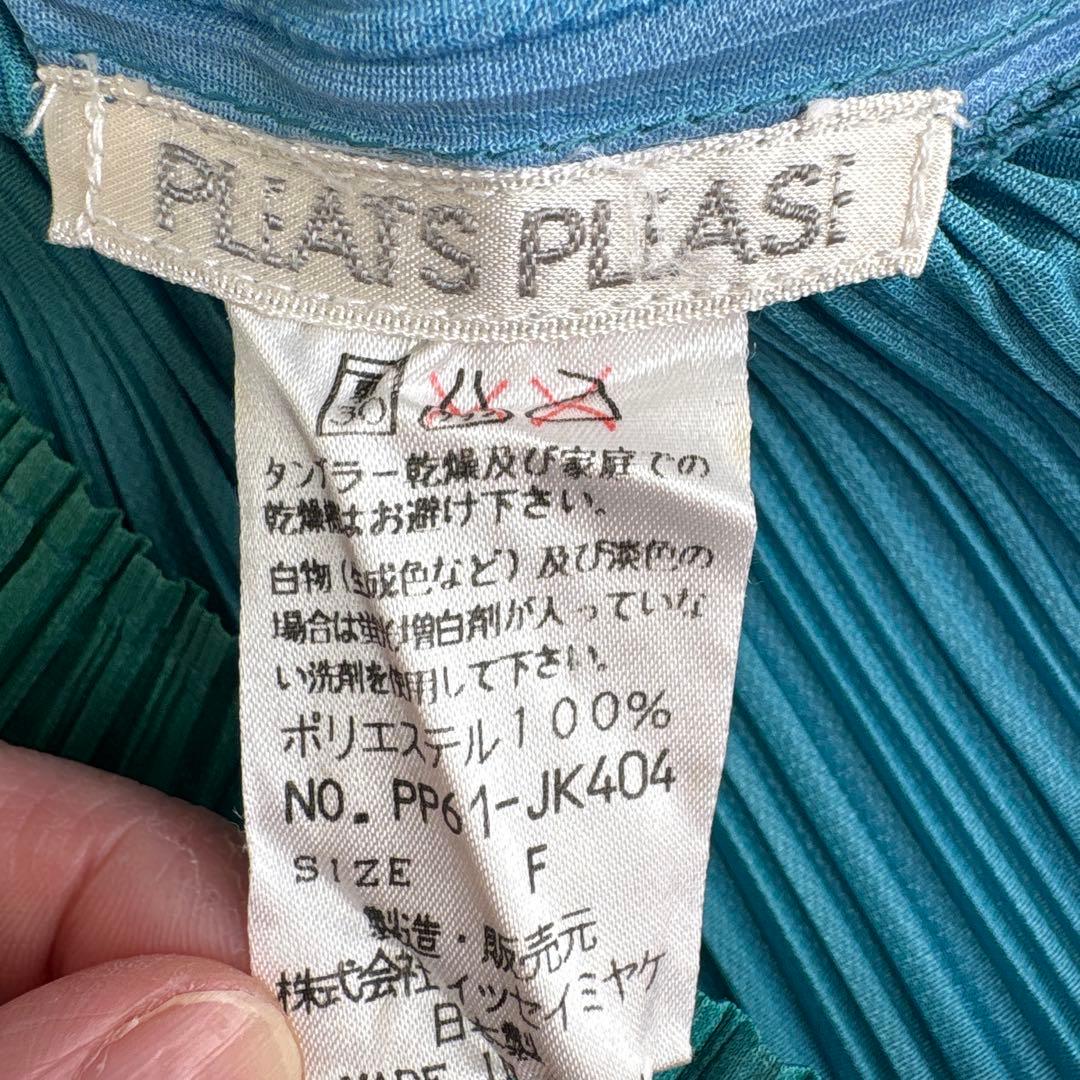 PLEATS PLEASE
30
タンブラー乾燥及び家庭での
乾燥はお避け下さい。
白物(生成色など)及び淡色の
場合は蛍光増白剤が入っていな
い洗剤を使用して下さい。
ポリエステル100%
NO. PP61-JK404
SIZE F
製造・販売元
株式会社イッセイミヤケ
日本製
MADE